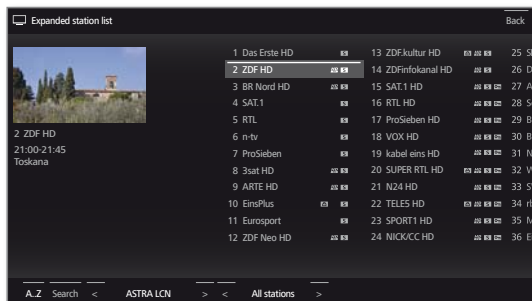 Expanded station list
Back
2 ZDF HD
21:00-21:45
Toskana
1 Das Erste HD
2 ZDF HD
3 BR Nord HD
4 SAT.1
5 RTL
6 n-tv
7 ProSieben
8 3sat HD
9 ARTE HD
10 EinsPlus
11 Eurosport
12 ZDF Neo HD
13 ZDF.kultur HD
14 ZDFinfokanal HD
15 SAT.1 HD
16 RTL HD
17 ProSieben HD
18 VOX HD
19 kabel eins HD
20 SUPER RTL HD
21 N24 HD
22 TELE5 HD
23 SPORT1 HD
24 NICK/CC HD
25 S
26 D
27 A
28 S
29 B
30 B
31 N
32
33 S
34 r
35 M
36 E
A..Z Search < ASTRA LCN > < All stations >